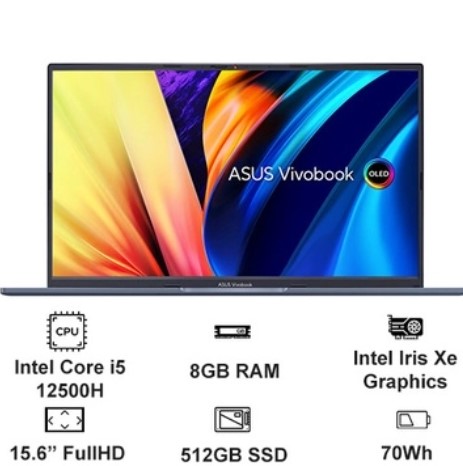 ASUS Vivobook OLED
ASUS Vivobook
CPU
Intel Core i5
12500H
8GB RAM
Intel Iris Xe
Graphics
15.6” FullHD
512GB SSD
70Wh